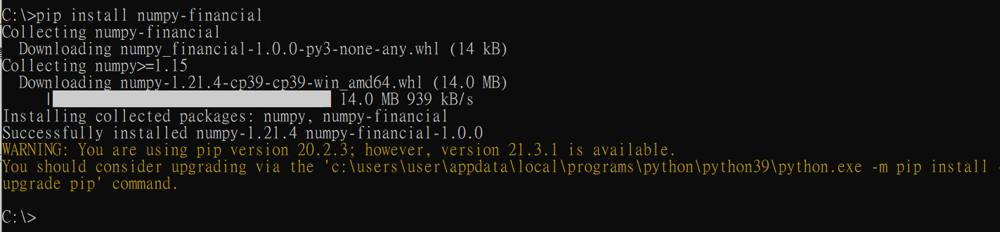 C:\>pip install numpy-financial
Collecting numpy-financial
  Downloading numpy_financial-1.0.0-py3-none-any.whl (14 kB)
Collecting numpy>=1.15
  Downloading numpy-1.21.4-cp39-cp39-win_amd64.whl (14.0 MB)
     |████████████████████████████████| 14.0 MB 939 kB/s
Installing collected packages: numpy, numpy-financial
Successfully installed numpy-1.21.4 numpy-financial-1.0.0
WARNING: You are using pip version 20.2.3; however, version 21.3.1 is available.
You should consider upgrading via the 'c:\users\user\appdata\local\programs\python\python39\python.exe -m pip install -
upgrade pip' command.
C:\>